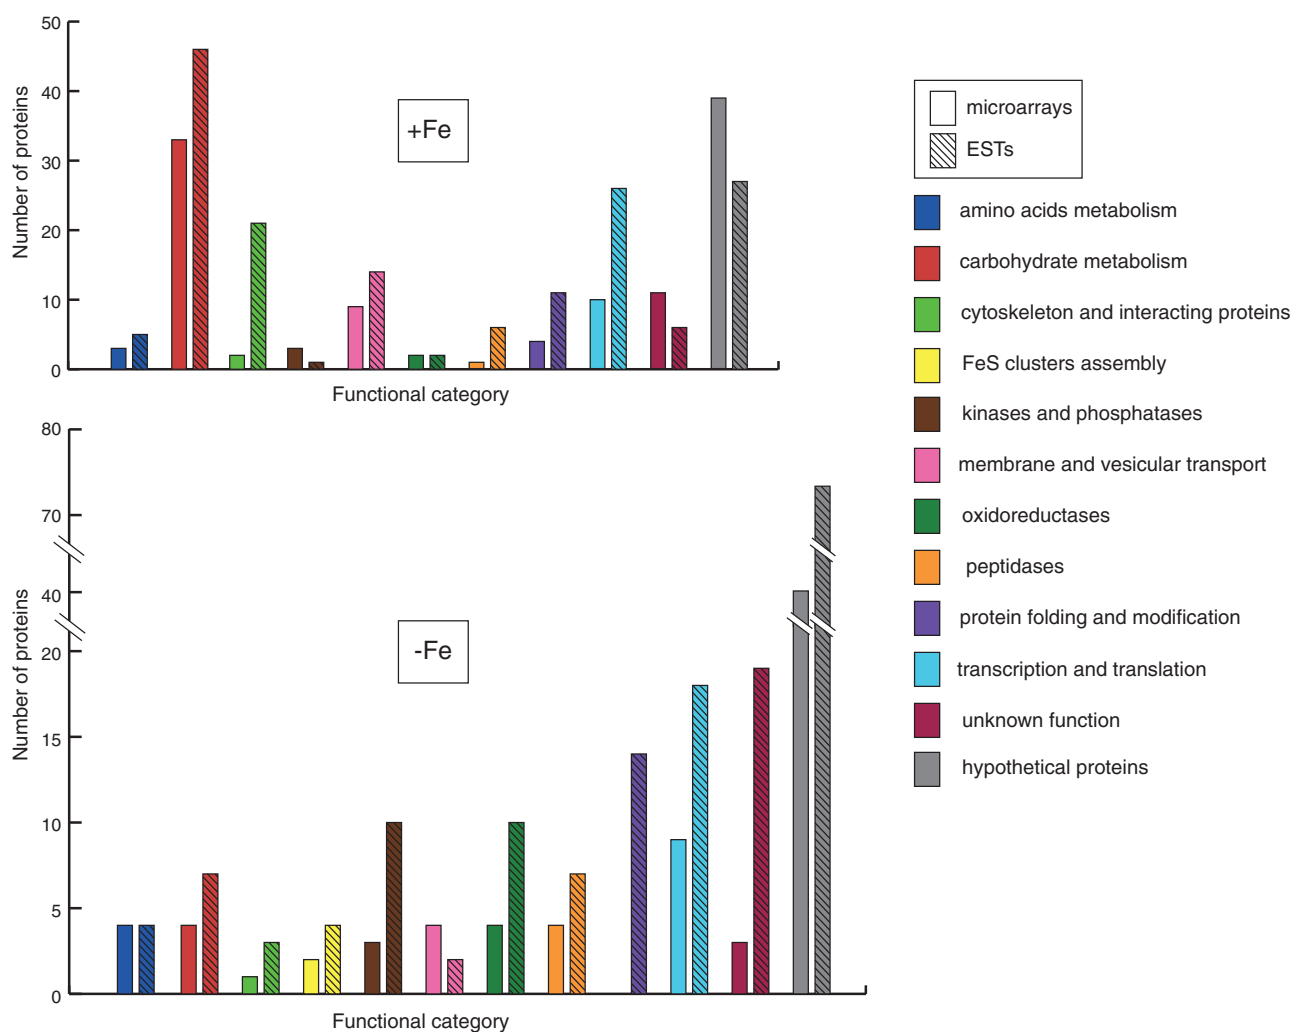 50
40
30
20
10
0
Number of proteins
+Fe
Functional category
80
70
40
20
15
10
5
0
Number of proteins
-Fe
Functional category
microarrays
ESTs
amino acids metabolism
carbohydrate metabolism
cytoskeleton and interacting proteins
FeS clusters assembly
kinases and phosphatases
membrane and vesicular transport
oxidoreductases
peptidases
protein folding and modification
transcription and translation
unknown function
hypothetical proteins